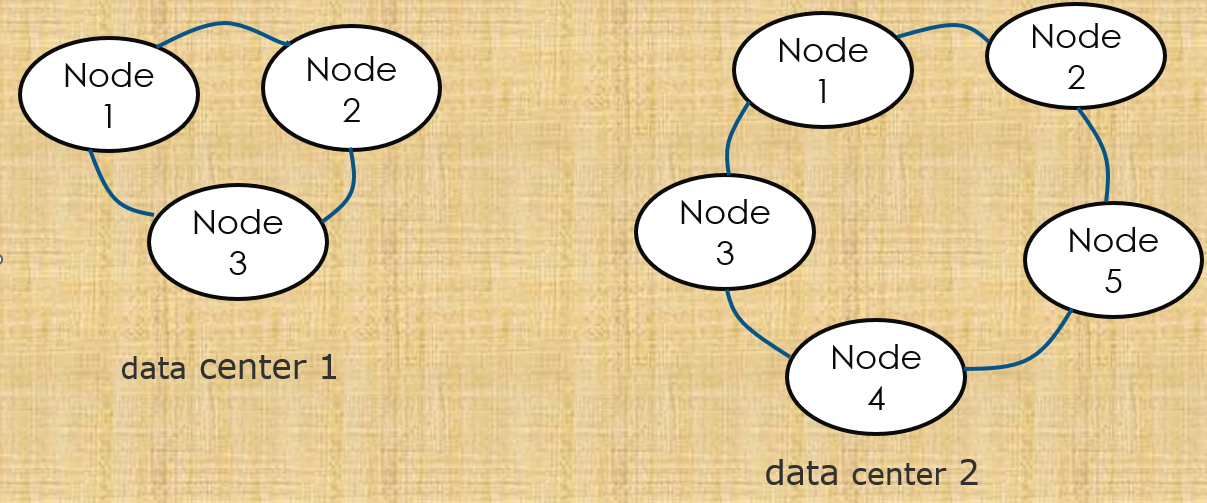 Node
1
Node
2
Node
3
data center 1
Node
1
Node
2
Node
3
Node
5
Node
4
data center 2